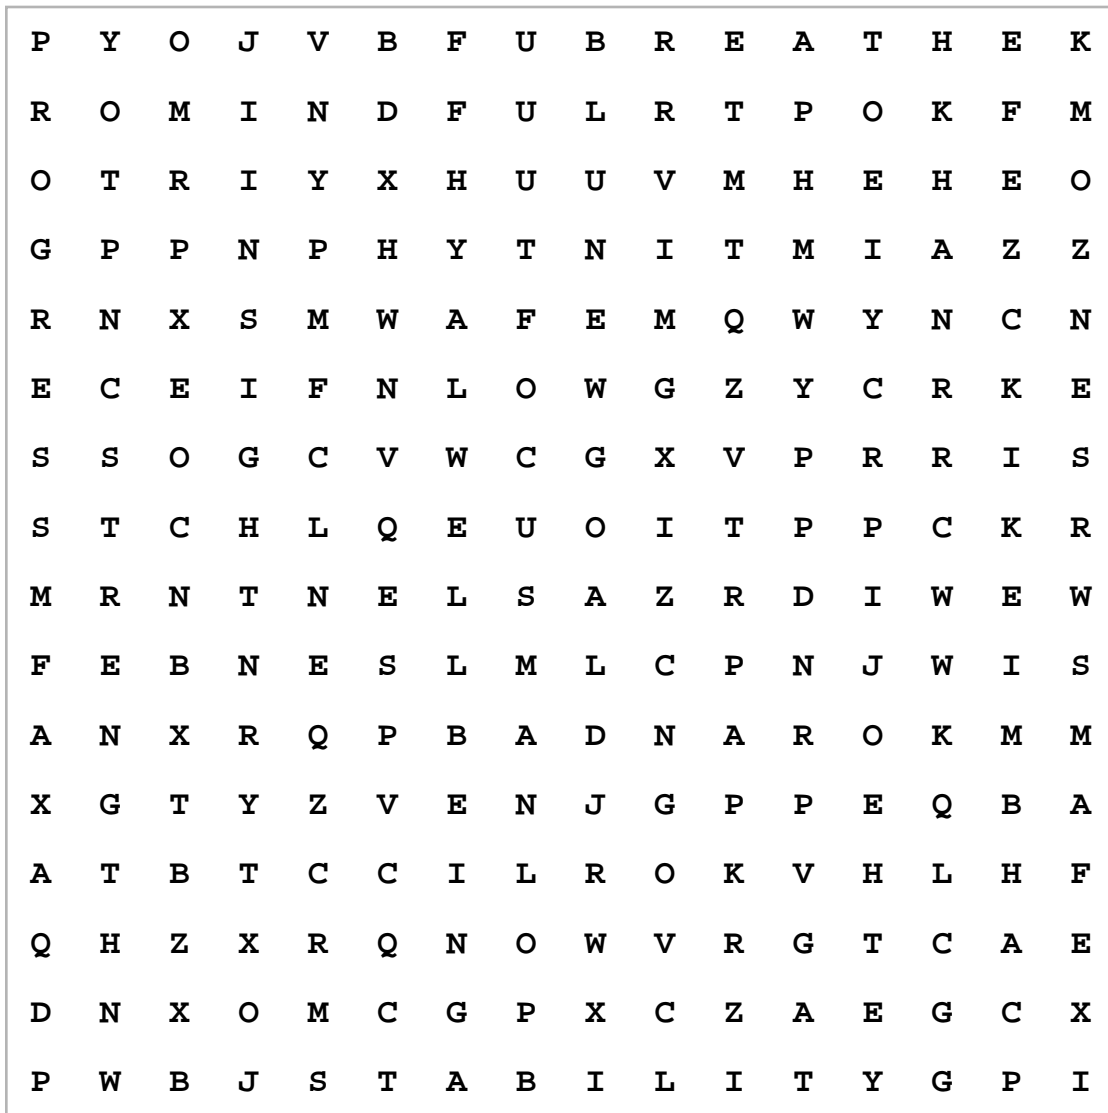 P Y O J V B F U B R E A T H E K
R O M I N D F U L R T P O K F M
O T R I Y X H U U V M H E H E O
G P P N P H Y T N I T M I A Z Z
R N X S M W A F E M Q W Y N C N
E C E I F N L O W G Z Y C R K E
S S O G C V W C G X V P R R I S
S T C H L Q E U O I T P P C K R
M R N T N E L S A Z R D I W E W
F E B N E S L M L C P N J W I S
A N X R Q P B A D N A R O K M M
X G T Y Z V E N J G P P E Q B A
A T B T C C I L R O K V H L H F
Q H Z X R Q N O W V R G T C A E
D N X O M C G P X C Z A E G C X
P W B J S T A B I L I T Y G P I